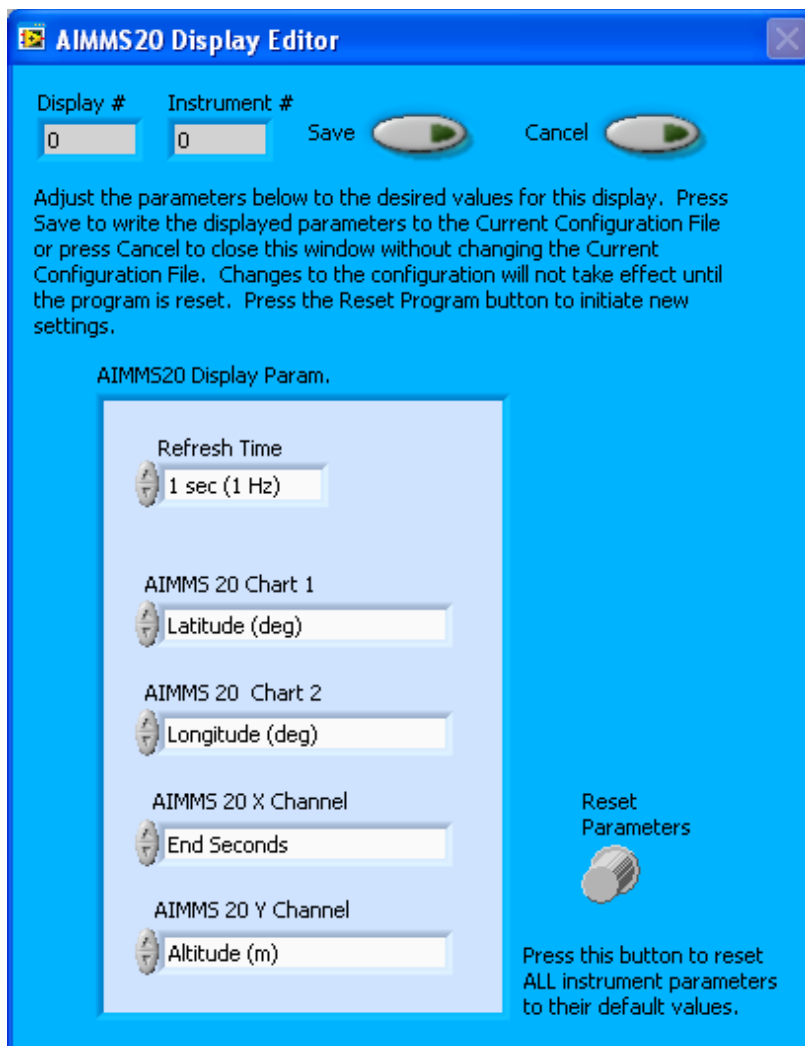 AIMMS20 Display Editor
Display #
Instrument #
0
0
Save
Cancel
Adjust the parameters below to the desired values for this display.  Press
Save to write the displayed parameters to the Current Configuration File
or press Cancel to close this window without changing the Current
Configuration File.  Changes to the configuration will not take effect until
the program is reset.  Press the Reset Program button to initiate new
settings.
AIMMS20 Display Param.
Refresh Time
1 sec (1 Hz)
AIMMS 20 Chart 1
Latitude (deg)
AIMMS 20  Chart 2
Longitude (deg)
AIMMS 20 X Channel
End Seconds
AIMMS 20 Y Channel
Altitude (m)
Reset
Parameters
Press this button to reset
ALL instrument parameters
to their default values.